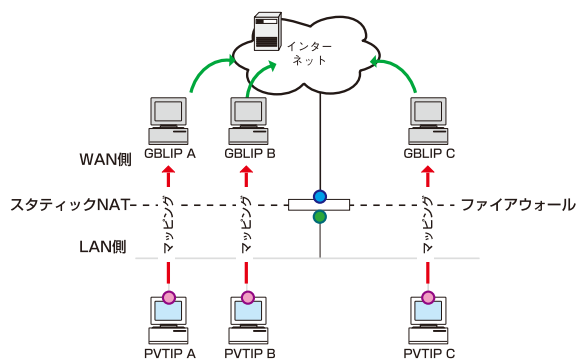 インター
ネット
GBLIP A
GBLIP B
GBLIP C
WAN側
スタティックNAT
マッピング
マッピング
マッピング
ファイアウォール
LAN側
PVTIP A
PVTIP B
PVTIP C